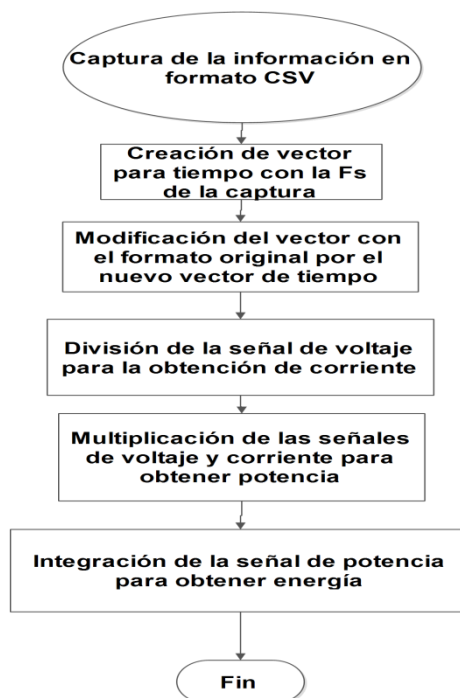 Captura de la información en
formato CSV
Creación de vector
para tiempo con la Fs
de la captura
Modificación del vector con
el formato original por el
nuevo vector de tiempo
División de la señal de voltaje
para la obtención de corriente
Multiplicación de las señales
de voltaje y corriente para
obtener potencia
Integración de la señal de potencia
para obtener energía
Fin